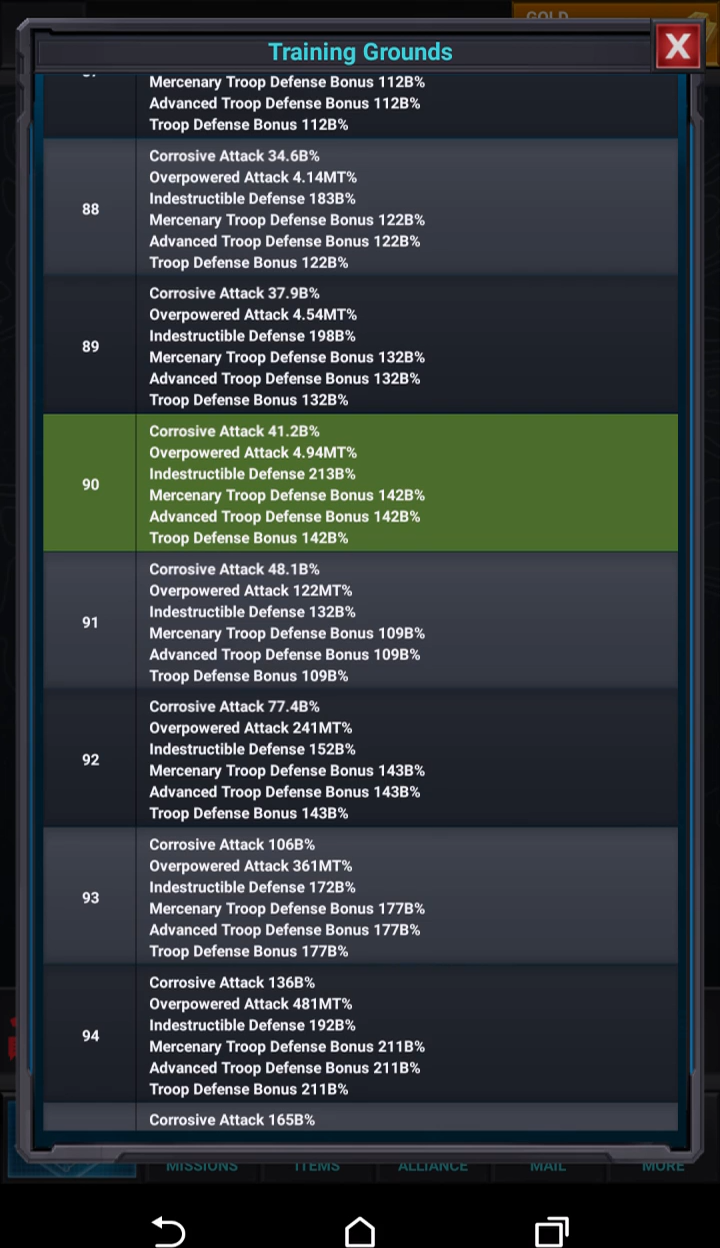 GOLD
Training Grounds
X
Mercenary Troop Defense Bonus 112B%
Advanced Troop Defense Bonus 112B%
Troop Defense Bonus 112B%
88
Corrosive Attack 34.6B%
Overpowered Attack 4.14MT%
Indestructible Defense 183B%
Mercenary Troop Defense Bonus 122B%
Advanced Troop Defense Bonus 122B%
Troop Defense Bonus 122B%
89
Corrosive Attack 37.9B%
Overpowered Attack 4.54MT%
Indestructible Defense 198B%
Mercenary Troop Defense Bonus 132B%
Advanced Troop Defense Bonus 132B%
Troop Defense Bonus 132B%
90
Corrosive Attack 41.2B%
Overpowered Attack 4.94MT%
Indestructible Defense 213B%
Mercenary Troop Defense Bonus 142B%
Advanced Troop Defense Bonus 142B%
Troop Defense Bonus 142B%
91
Corrosive Attack 48.1B%
Overpowered Attack 122MT%
Indestructible Defense 132B%
Mercenary Troop Defense Bonus 109B%
Advanced Troop Defense Bonus 109B%
Troop Defense Bonus 109B%
92
Corrosive Attack 77.4B%
Overpowered Attack 241MT%
Indestructible Defense 152B%
Mercenary Troop Defense Bonus 143B%
Advanced Troop Defense Bonus 143B%
Troop Defense Bonus 143B%
93
Corrosive Attack 106B%
Overpowered Attack 361MT%
Indestructible Defense 172B%
Mercenary Troop Defense Bonus 177B%
Advanced Troop Defense Bonus 177B%
Troop Defense Bonus 177B%
94
Corrosive Attack 136B%
Overpowered Attack 481MT%
Indestructible Defense 192B%
Mercenary Troop Defense Bonus 211B%
Advanced Troop Defense Bonus 211B%
Troop Defense Bonus 211B%
Corrosive Attack 165B%
MISSIONS ITEMS ALLIANCE MAIL MORE